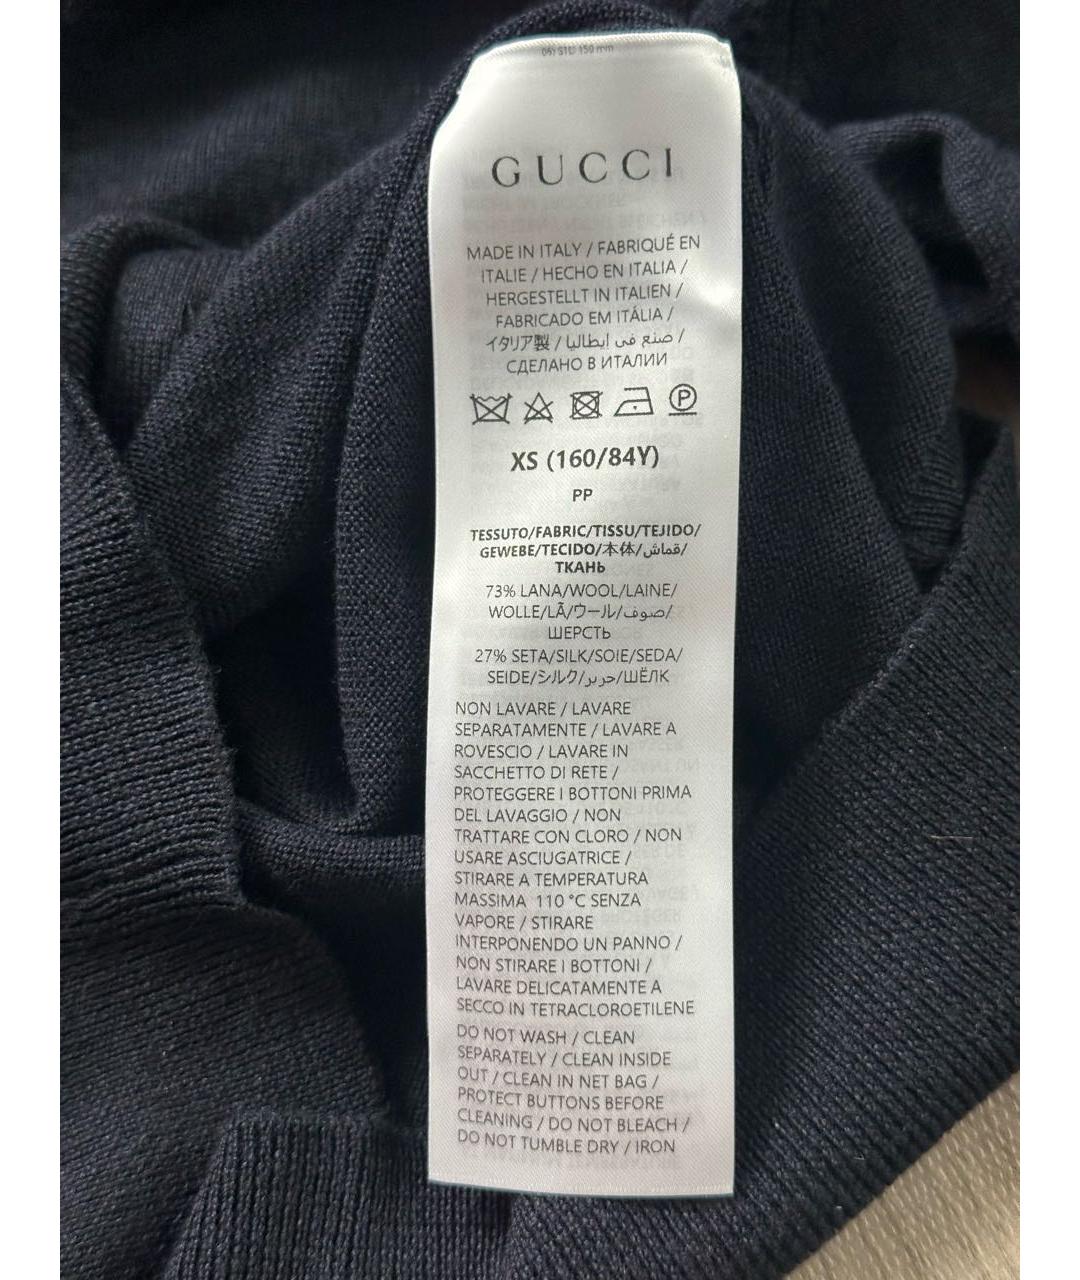 GUCCI
MADE IN ITALY / FABRIQUÉ EN
ITALIE / HECHO EN ITALIA /
HERGESTELLT IN ITALIEN /
FABRICADO EM ITÁLIA /
イタリア製 / صنع في إيطاليا /
СДЕЛАНО В ИТАЛИИ
P
XS (160/84Y)
PP
TESSUTO/FABRIC/TISSU/TEJIDO/
GEWEBE/TECIDO/本体/قماش/
ТКАНЬ
73% LANA/WOOL/LAINE/
WOLLE/LÃ/ウール/صوف/
ШЕРСТЬ
27% SETA/SILK/SOIE/SEDA/
SEIDE/シルク/حرير/ШЁЛК
NON LAVARE / LAVARE
SEPARATAMENTE / LAVARE A
ROVESCIO / LAVARE IN
SACCHETTO DI RETE /
PROTEGGERE I BOTTONI PRIMA
DEL LAVAGGIO / NON
TRATTARE CON CLORO / NON
USARE ASCIUGATRICE /
STIRARE A TEMPERATURA
MASSIMA 110 °C SENZA
VAPORE / STIRARE
INTERPONENDO UN PANNO /
NON STIRARE I BOTTONI /
LAVARE DELICATAMENTE A
SECCO IN TETRACLOROETILENE
DO NOT WASH / CLEAN
SEPARATELY / CLEAN INSIDE
OUT / CLEAN IN NET BAG /
PROTECT BUTTONS BEFORE
CLEANING / DO NOT BLEACH /
DO NOT TUMBLE DRY / IRON